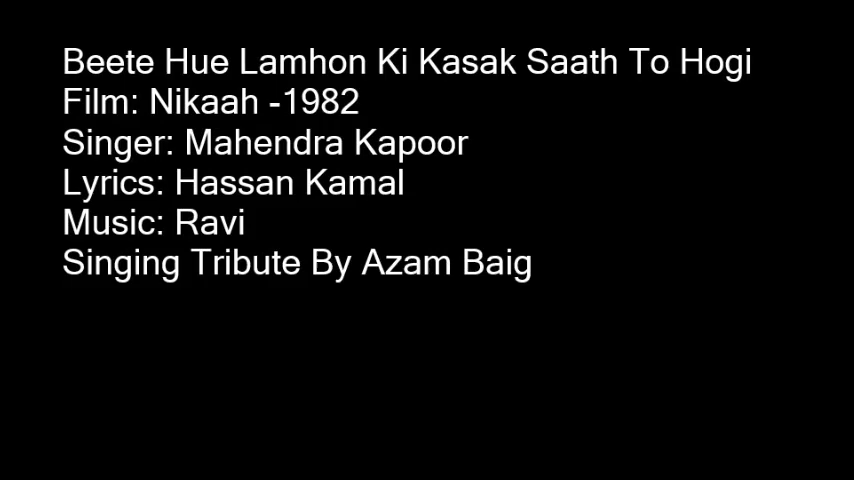 Beete Hue Lamhon Ki Kasak Saath To Hogi
Film: Nikaah -1982
Singer: Mahendra Kapoor
Lyrics: Hassan Kamal
Music: Ravi
Singing Tribute By Azam Baig